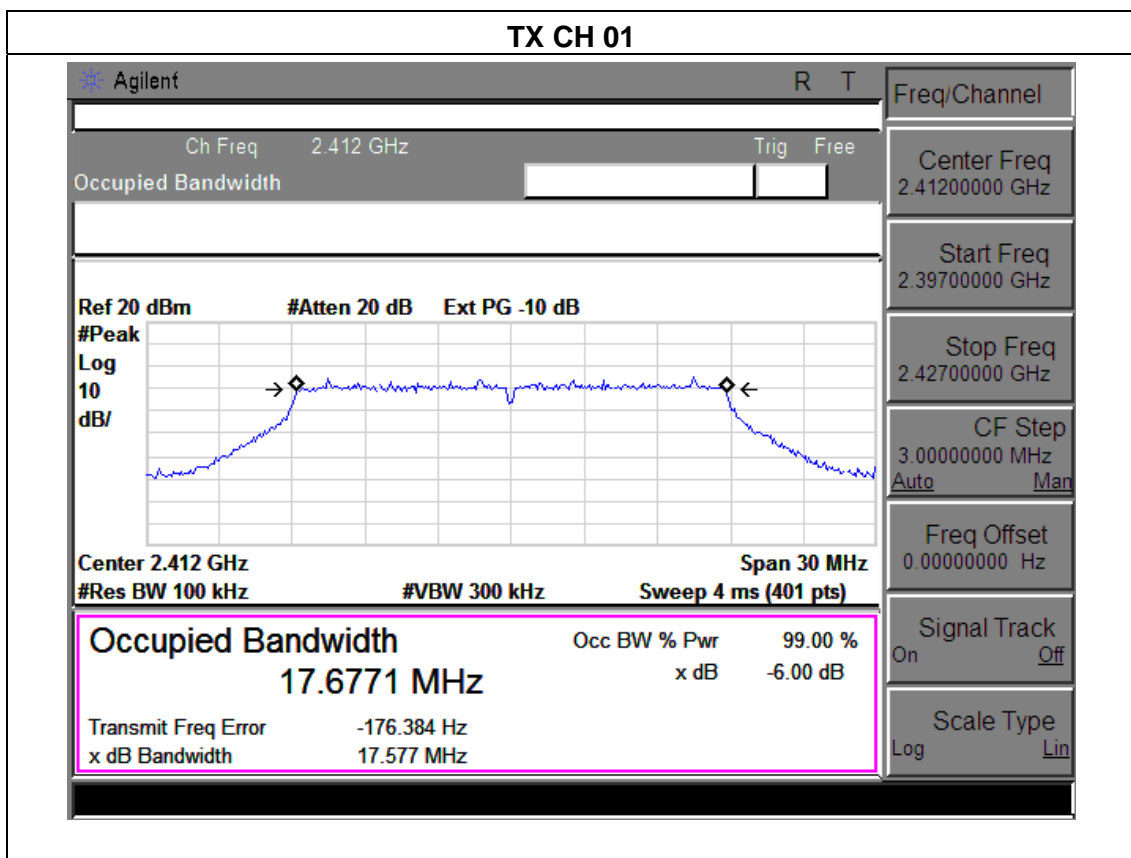 TX CH 01
Agilent R T
Ch Freq 2.412 GHz Trig Free
Occupied Bandwidth
Ref 20 dBm #Atten 20 dB Ext PG -10 dB
#Peak
Log
10
dB/
Center 2.412 GHz Span 30 MHz
#Res BW 100 kHz #VBW 300 kHz Sweep 4 ms (401 pts)
Occupied Bandwidth Occ BW % Pwr 99.00 %
17.6771 MHz x dB -6.00 dB
Transmit Freq Error -176.384 Hz
x dB Bandwidth 17.577 MHz
Freq/Channel
Center Freq
2.41200000 GHz
Start Freq
2.39700000 GHz
Stop Freq
2.42700000 GHz
CF Step
3.00000000 MHz
Auto Man
Freq Offset
0.00000000 Hz
Signal Track
On Off
Scale Type
Log Lin